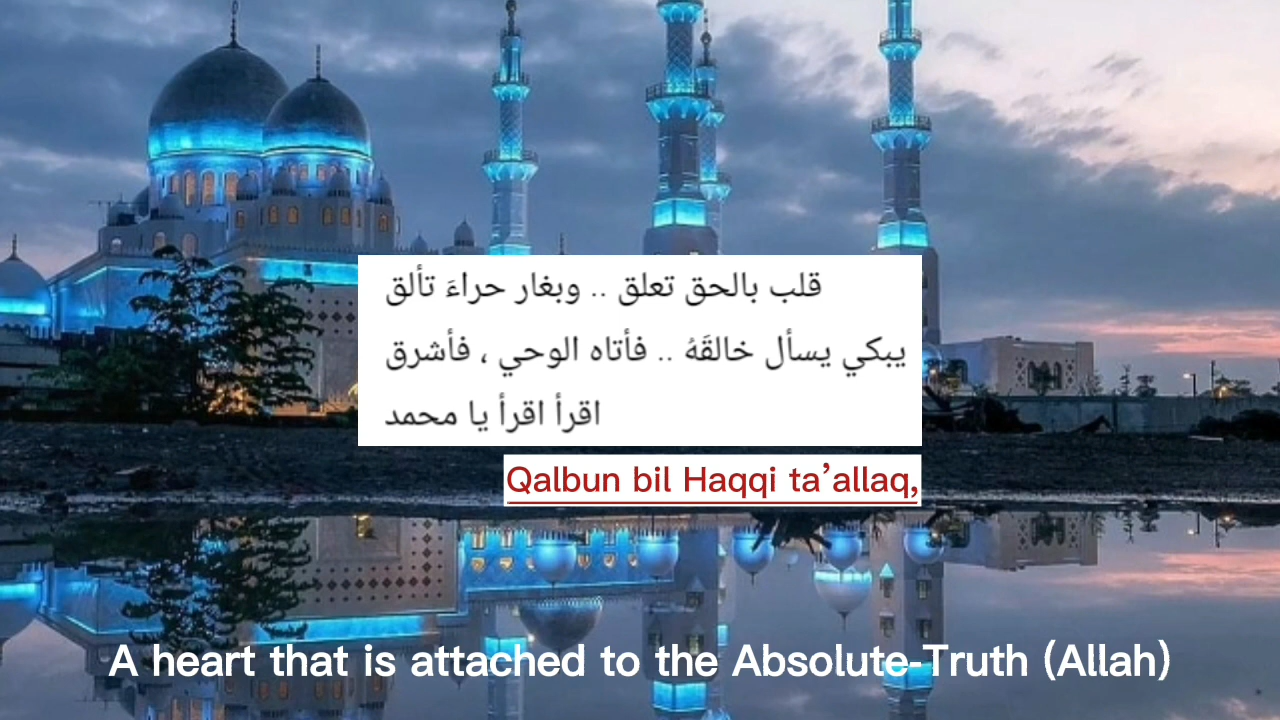 قلب بالحق تعلق .. وبغار حراءَ تألق
يبكي يسأل خالقَهُ .. فأتاه الوحي ، فأشرق
اقرأ اقرأ يا محمد
Qalbun bil Haqqi ta’allaq,
A heart that is attached to the Absolute-Truth (Allah)